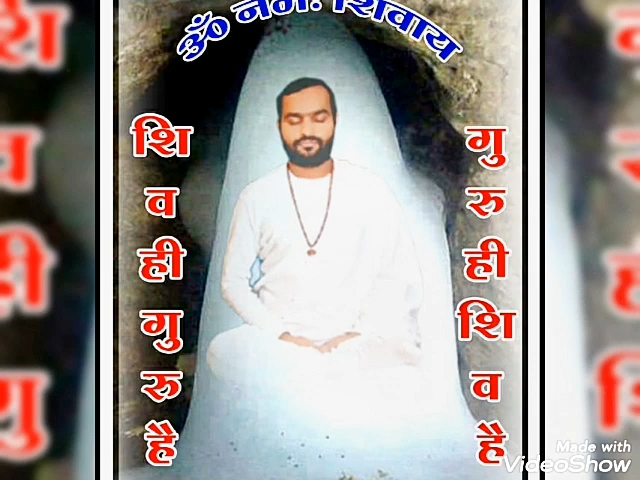 ॐ नमः शिवाय
शि
व
ही
गु
रु
है
गु
रु
ही
शि
व
है
Made with
VideoShow